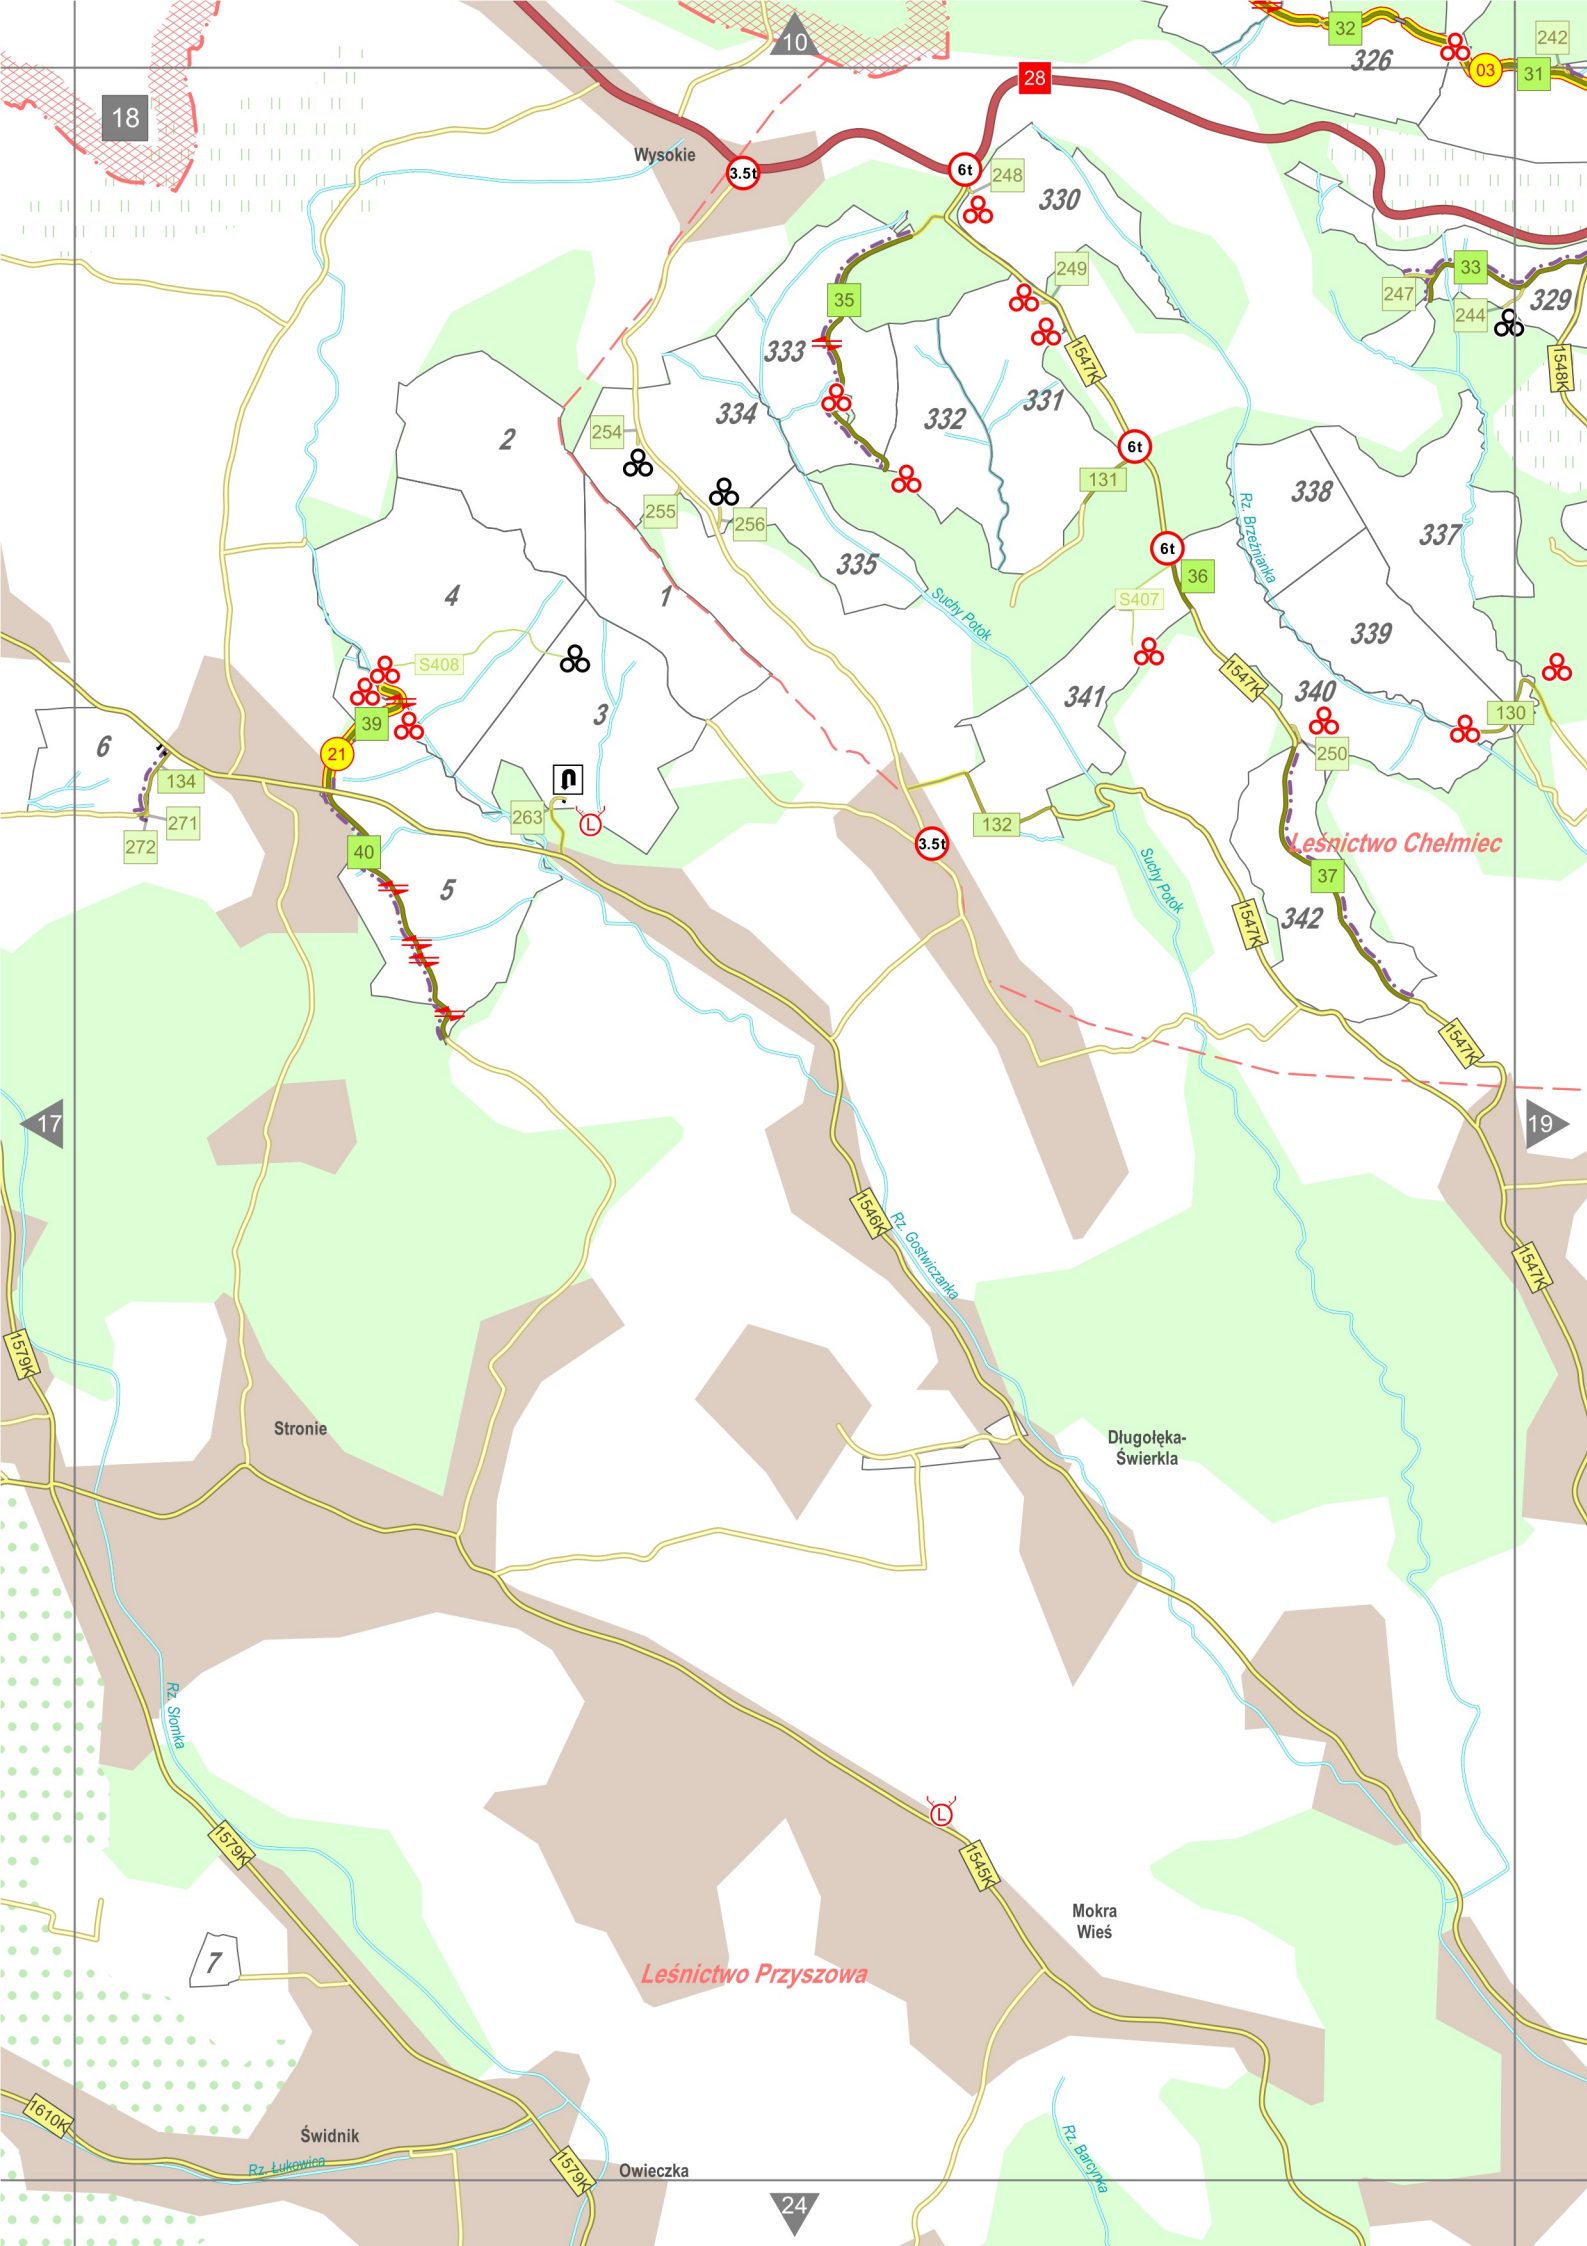 32
242
10
326
03
31
28
18
Wysokie
3.5t
6t
248
330
249
33
247
329
244
35
1547K
1548K
333
334
332
331
2
254
6t
131
338
255
256
337
335
6t
Rz. Brzeźnianka
36
4
1
S407
Suchy Potok
339
S408
1547K
340
341
3
39
130
6
21
250
134
263
L
271
132
3.5t
272
40
Leśnictwo Chełmiec
Suchy Potok
37
5
1547K
342
1547K
17
19
1546K
Rz. Gostwiczanka
1547K
1579K
Stronie
Długołęka-
Świerkla
Rz. Słomka
L
1579K
1545K
Mokra
Wieś
7
Leśnictwo Przyszowa
1610K
Świdnik
Rz. Łukowica
1579K
Owieczka
Rz. Barcynka
24